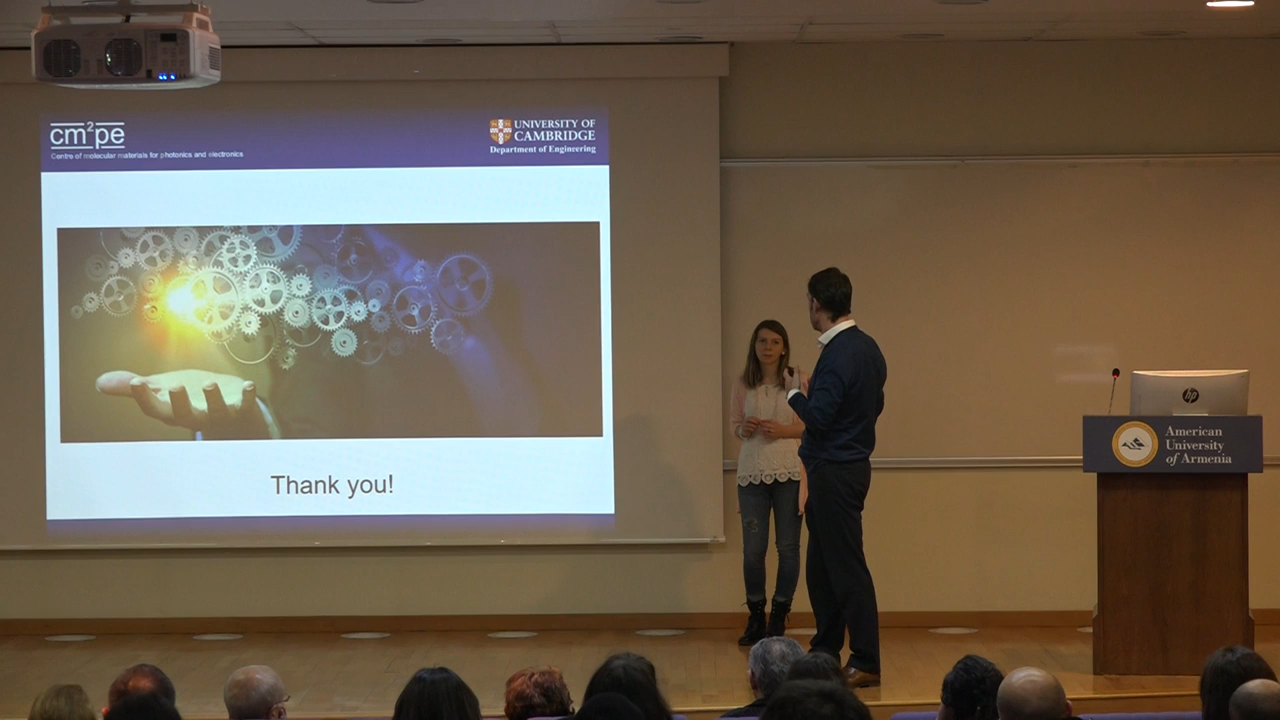 cm²pe
Centre of molecular materials for photonics and electronics
UNIVERSITY OF
CAMBRIDGE
Department of Engineering
Thank you!
hp
American
University
of Armenia